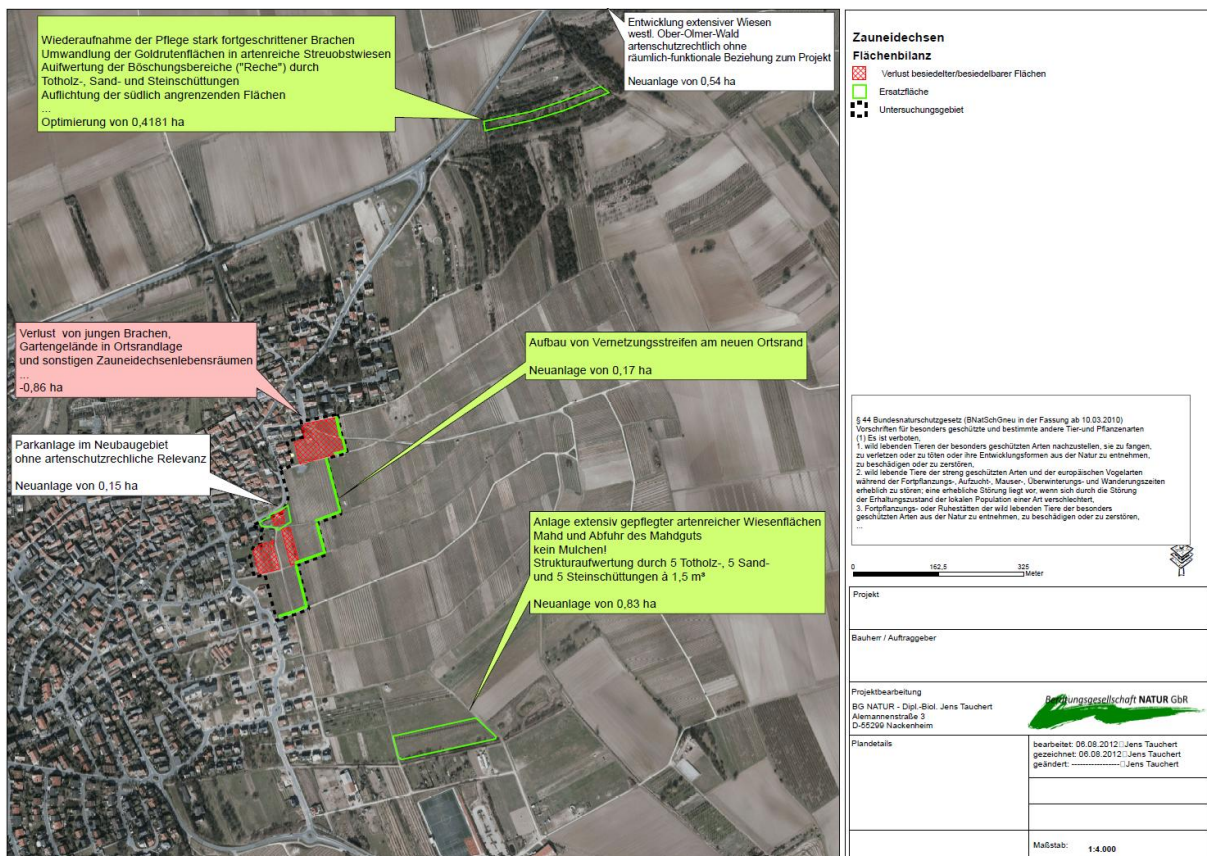 Wiederaufnahme der Pflege stark fortgeschrittener Brachen
Umwandlung der Goldrutenflächen in artenreiche Streuobstwiesen
Aufwertung der Böschungsbereiche ("Reche") durch
Totholz-, Sand- und Steinschüttungen
Auflichtung der südlich angrenzenden Flächen
...
Optimierung von 0,4181 ha
Entwicklung extensiver Wiesen
westl. Ober-Olmer-Wald
artenschutzrechtlich ohne
räumlich-funktionale Beziehung zum Projekt
Neuanlage von 0,54 ha
Verlust von jungen Brachen,
Gartengelände in Ortsrandlage
und sonstigen Zauneidechsenlebensräumen
...
-0,86 ha
Aufbau von Vernetzungsstreifen am neuen Ortsrand
Neuanlage von 0,17 ha
Parkanlage im Neubaugebiet
ohne artenschutzrechliche Relevanz
Neuanlage von 0,15 ha
Anlage extensiv gepflegter artenreicher Wiesenflächen
Mahd und Abfuhr des Mahdguts
kein Mulchen!
Strukturaufwertung durch 5 Totholz-, 5 Sand-
und 5 Steinschüttungen à 1,5 m³
Neuanlage von 0,83 ha
Zauneidechsen
Flächenbilanz
Verlust besiedelter/besiedelbarer Flächen
Ersatzfläche
Untersuchungsgebiet
§ 44 Bundesnaturschutzgesetz (BNatSchGneu in der Fassung ab 10.03.2010)
Vorschriften für besonders geschützte und bestimmte andere Tier-und Pflanzenarten
(1) Es ist verboten,
1. wild lebenden Tieren der besonders geschützten Arten nachzustellen, sie zu fangen,
zu verletzen oder zu töten oder ihre Entwicklungsformen aus der Natur zu entnehmen,
zu beschädigen oder zu zerstören,
2. wild lebende Tiere der streng geschützten Arten und der europäischen Vogelarten
während der Fortpflanzungs-, Aufzucht-, Mauser-, Überwinterungs- und Wanderungszeiten
erheblich zu stören; eine erhebliche Störung liegt vor, wenn sich durch die Störung
der Erhaltungszustand der lokalen Population einer Art verschlechtert,
3. Fortpflanzungs- oder Ruhestätten der wild lebenden Tiere der besonders
geschützten Arten aus der Natur zu entnehmen, zu beschädigen oder zu zerstören,
...
0 162,5 325
Meter
Projekt
Bauherr / Auftraggeber
Projektbearbeitung
BG NATUR - Dipl.-Biol. Jens Tauchert
Alemannenstraße 3
D-55299 Nackenheim
Beratungsgesellschaft NATUR GbR
Plandetails
bearbeitet: 06.08.2012 Jens Tauchert
gezeichnet: 06.08.2012 Jens Tauchert
geändert: ----------------- Jens Tauchert
Maßstab: 1:4.000